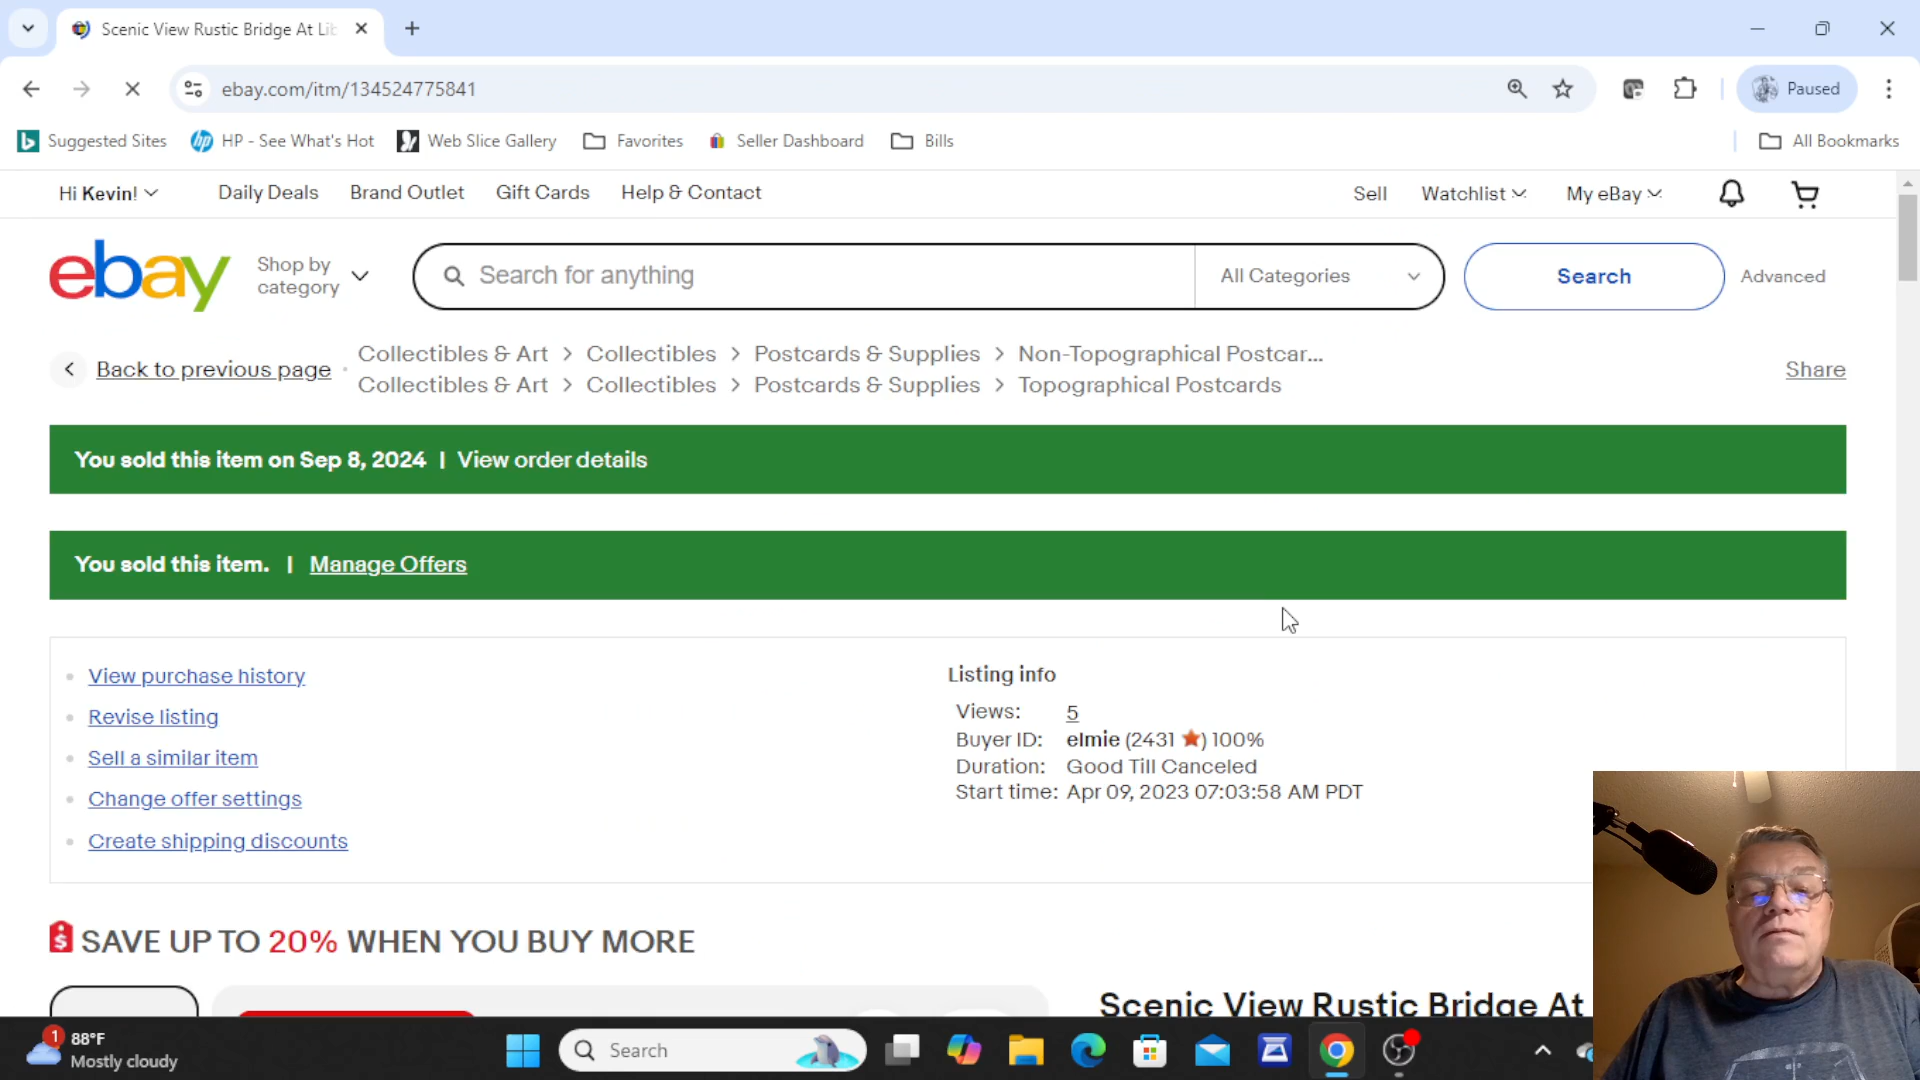 Scenic View Rustic Bridge At Lib
ebay.com/itm/134524775841
Paused
Suggested Sites
HP - See What's Hot
Web Slice Gallery
Favorites
Seller Dashboard
Bills
All Bookmarks
Hi Kevin!
Daily Deals
Brand Outlet
Gift Cards
Help & Contact
Sell
Watchlist
My eBay
ebay
Shop by
category
Search for anything
All Categories
Search
Advanced
Back to previous page
Collectibles & Art > Collectibles > Postcards & Supplies > Non-Topographical Postcar...
Collectibles & Art > Collectibles > Postcards & Supplies > Topographical Postcards
Share
You sold this item on Sep 8, 2024 | View order details
You sold this item. | Manage Offers
View purchase history
Revise listing
Sell a similar item
Change offer settings
Create shipping discounts
Listing info
Views: 5
Buyer ID: elmie (2431 ★) 100%
Duration: Good Till Canceled
Start time: Apr 09, 2023 07:03:58 AM PDT
$ SAVE UP TO 20% WHEN YOU BUY MORE
Scenic View Rustic Bridge At
1
88°F
Mostly cloudy
Search